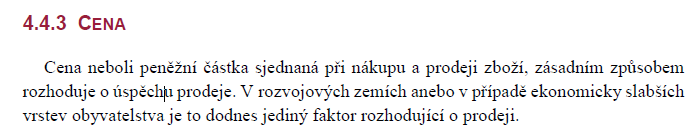 4.4.3 CENA
Cena neboli peněžní částka sjednaná při nákupu a prodeji zboží, zásadním způsobem
rozhoduje o úspěchu prodeje. V rozvojových zemích anebo v případě ekonomicky slabších
vrstev obyvatelstva je to dodnes jediný faktor rozhodující o prodeji.